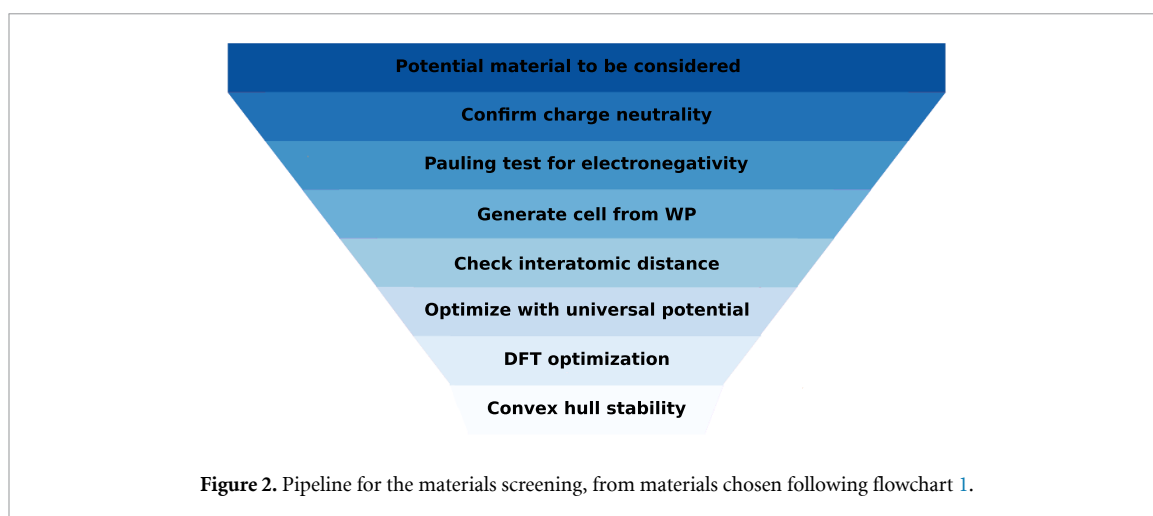 Potential material to be considered
Confirm charge neutrality
Pauling test for electronegativity
Generate cell from WP
Check interatomic distance
Optimize with universal potential
DFT optimization
Convex hull stability
Figure 2. Pipeline for the materials screening, from materials chosen following flowchart 1.